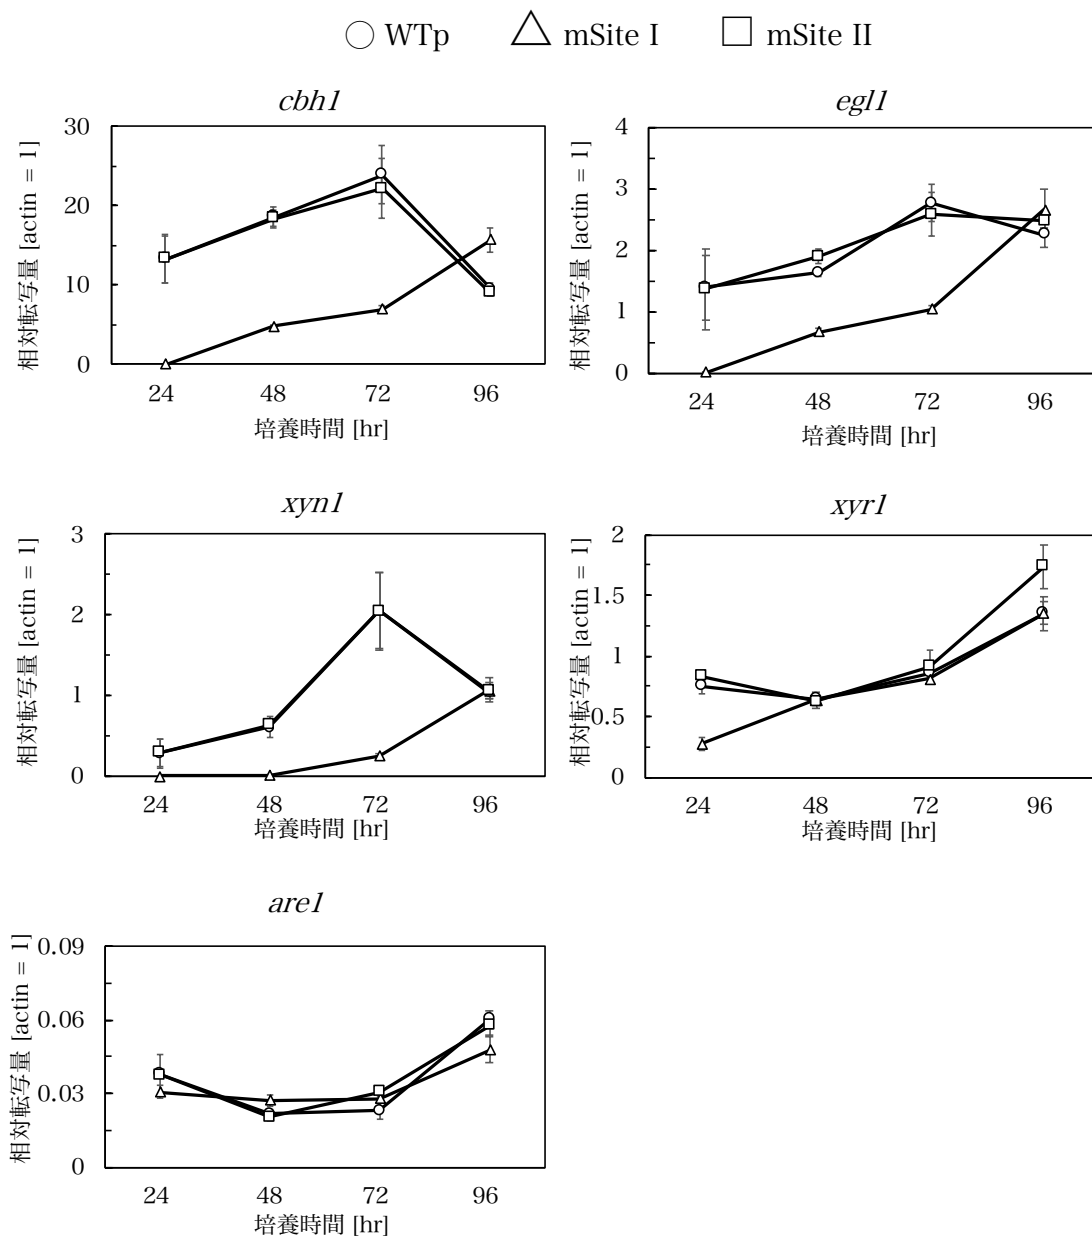 WTp mSite I mSite II
cbh1
相対転写量 [actin = 1]
30
20
10
0
24 48 72 96
培養時間 [hr]
egl1
相対転写量 [actin = 1]
4
3
2
1
0
24 48 72 96
培養時間 [hr]
xyn1
相対転写量 [actin = 1]
3
2
1
0
24 48 72 96
培養時間 [hr]
xyr1
相対転写量 [actin = 1]
2
1.5
1
0.5
0
24 48 72 96
培養時間 [hr]
are1
相対転写量 [actin = 1]
0.09
0.06
0.03
0
24 48 72 96
培養時間 [hr]